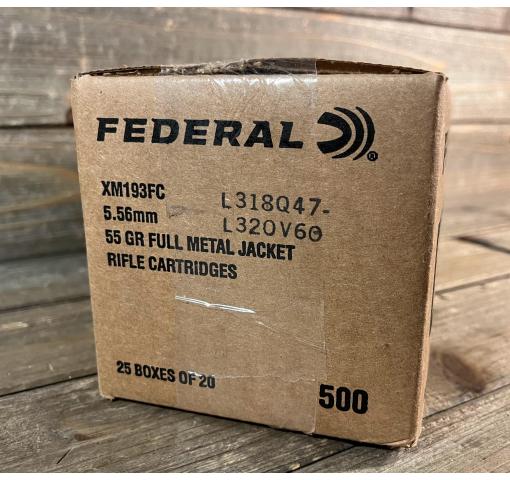 FEDERAL ®
XM193FC
L318Q47-
5.56mm
L320V60
55 GR FULL METAL JACKET
RIFLE CARTRIDGES
25 BOXES OF 20
500